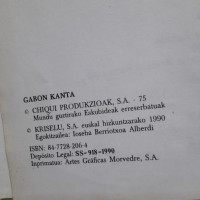 GABON KANTA
© CHIQUI PRODUKZIOAK, S.A. · 75
Mundu guztirako Eskubideak erreserbatuak
© KRISELU, S.A. euskal hizkuntzarako 1990
Egokitzailea: Joseba Berriotxoa Alberdi
ISBN: 84-7728-206-4
Depósito Legal: SS-918-1990
Inprimatua: Artes Gráficas Morvedre, S.A.